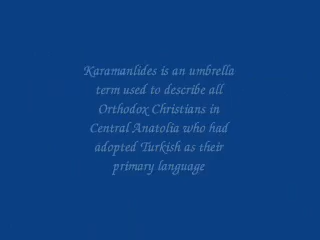 Karamanlides is an umbrella
term used to describe all
Orthodox Christians in
Central Anatolia who had
adopted Turkish as their
primary language